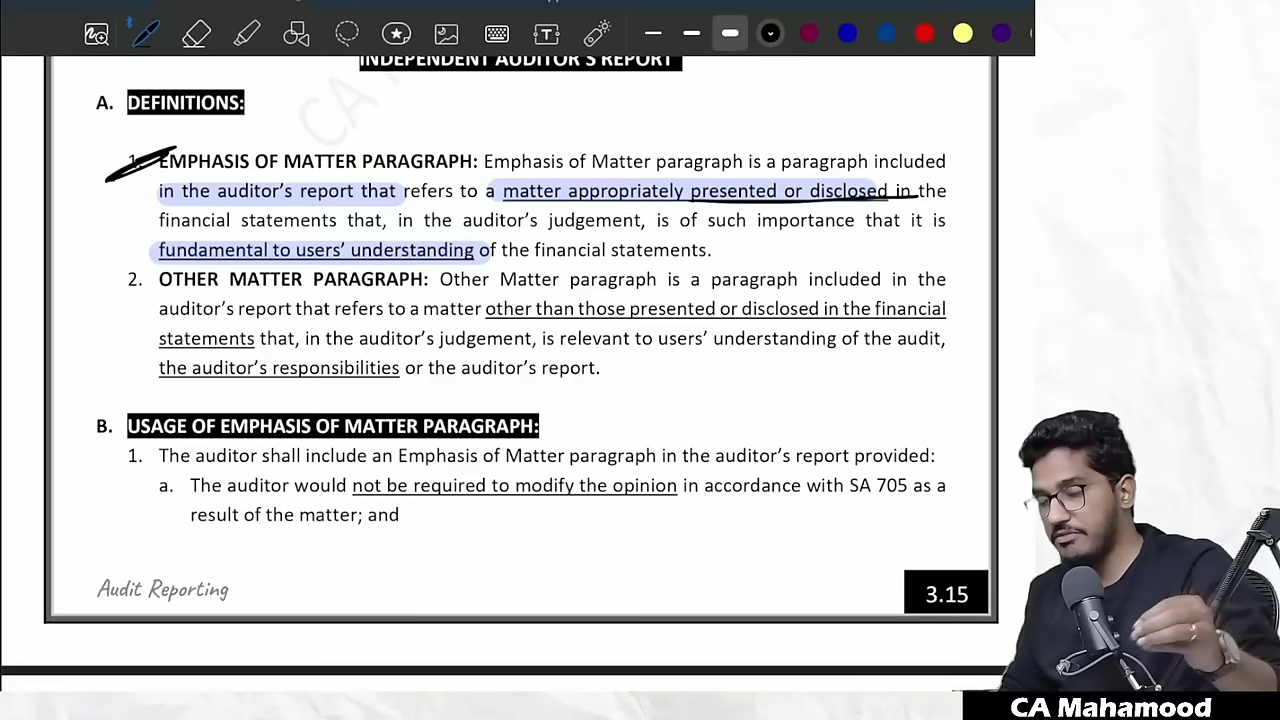 INDEPENDENT AUDITOR'S REPORT
A. DEFINITIONS:
1. EMPHASIS OF MATTER PARAGRAPH: Emphasis of Matter paragraph is a paragraph included
in the auditor's report that refers to a matter appropriately presented or disclosed in the
financial statements that, in the auditor's judgement, is of such importance that it is
fundamental to users' understanding of the financial statements.
2. OTHER MATTER PARAGRAPH: Other Matter paragraph is a paragraph included in the
auditor's report that refers to a matter other than those presented or disclosed in the financial
statements that, in the auditor's judgement, is relevant to users' understanding of the audit,
the auditor's responsibilities or the auditor's report.
B. USAGE OF EMPHASIS OF MATTER PARAGRAPH:
1. The auditor shall include an Emphasis of Matter paragraph in the auditor's report provided:
a. The auditor would not be required to modify the opinion in accordance with SA 705 as a
result of the matter; and
Audit Reporting
3.15
CA Mahamood